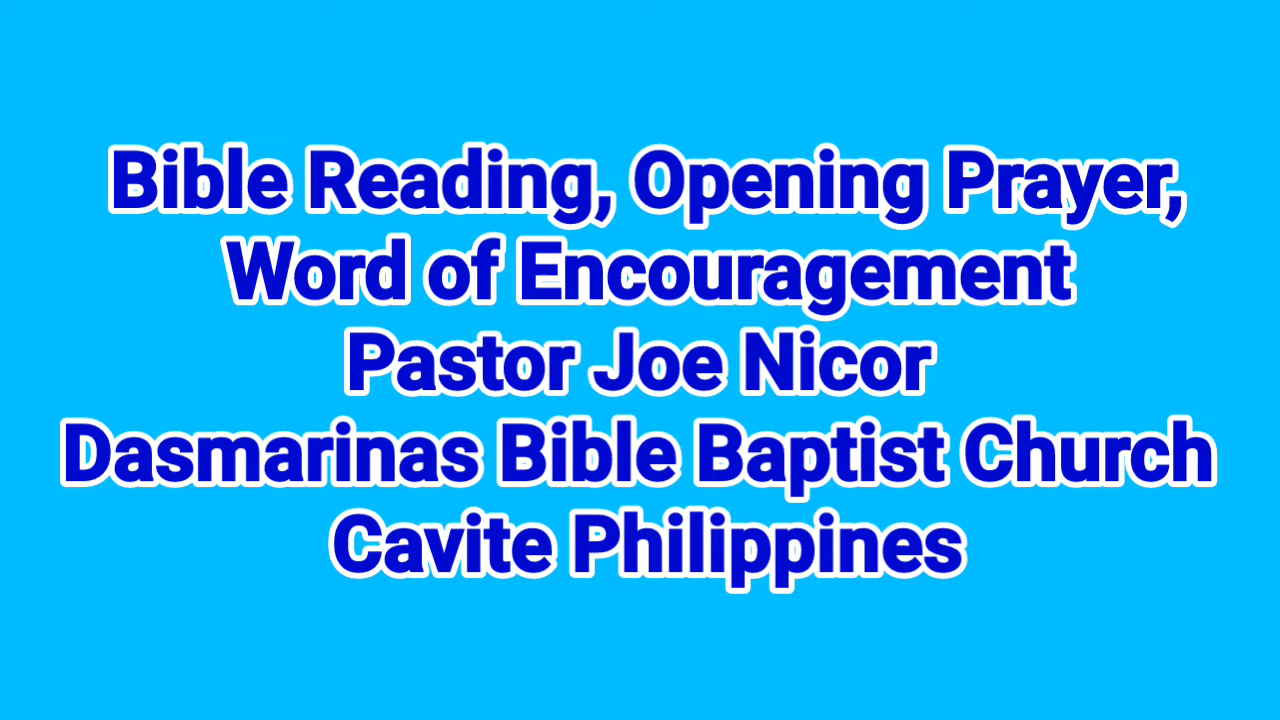 Bible Reading, Opening Prayer,
Word of Encouragement
Pastor Joe Nicor
Dasmarinas Bible Baptist Church
Cavite Philippines